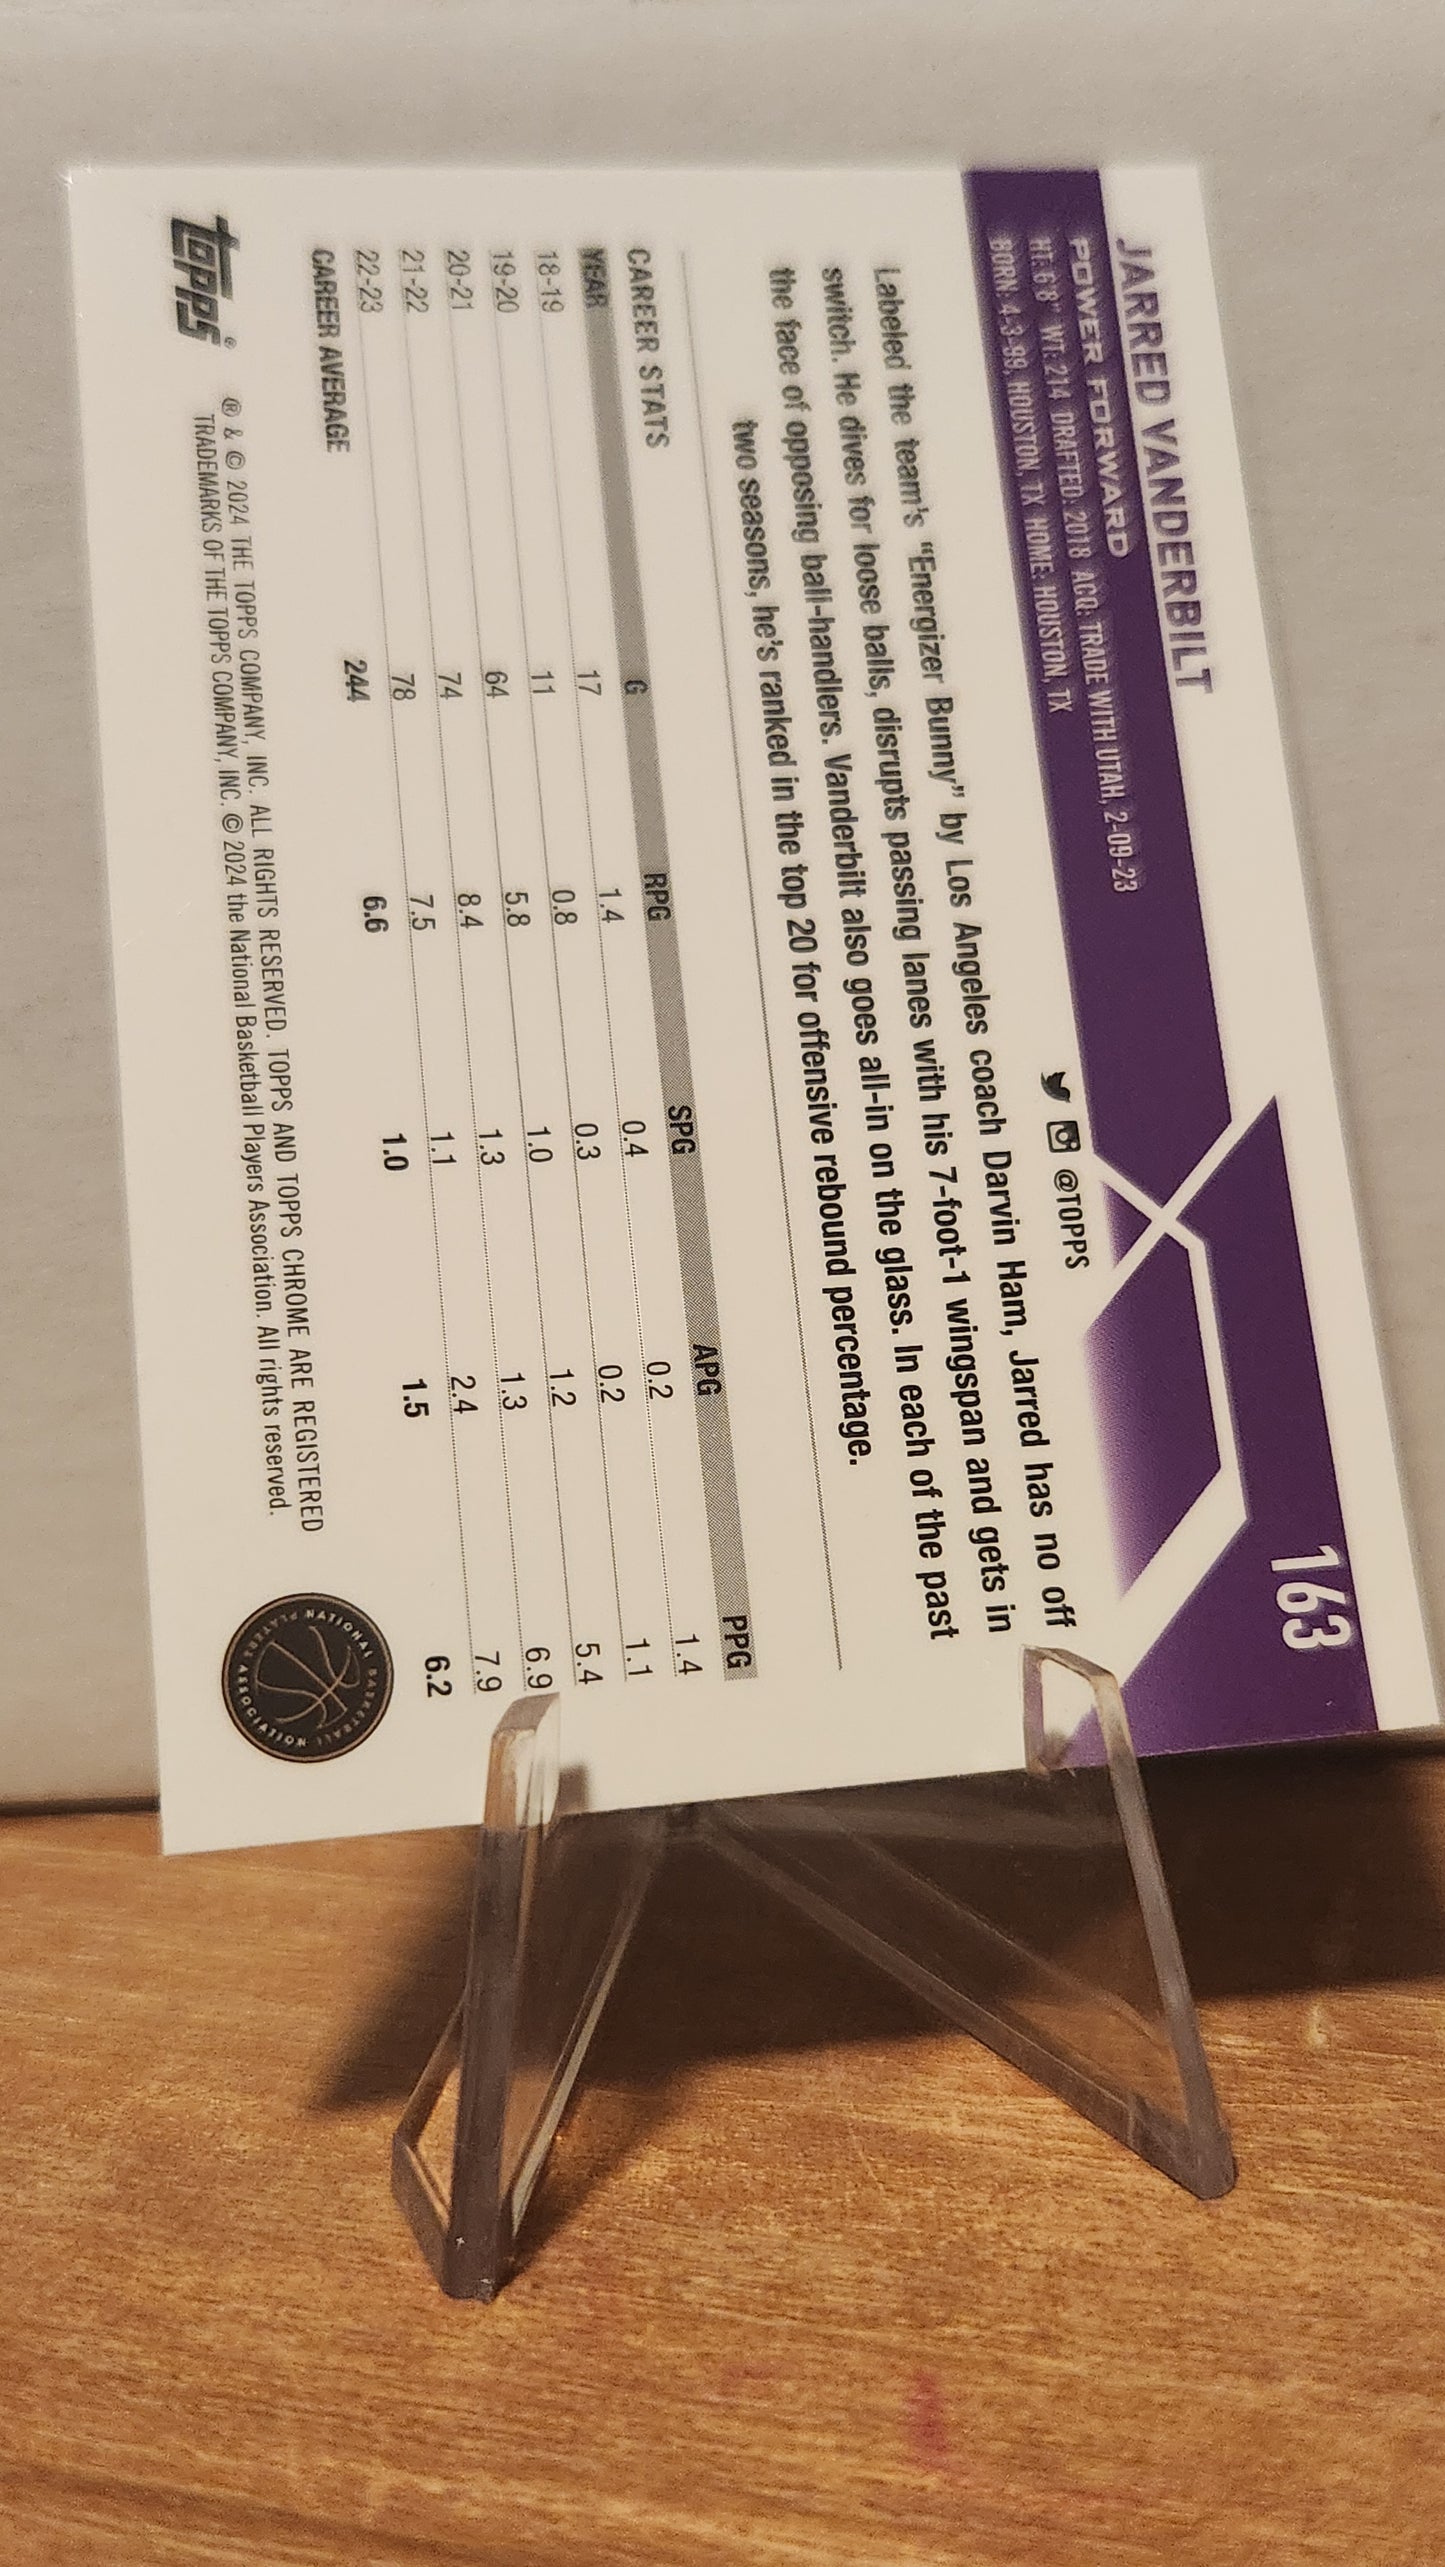 163
JARRED VANDERBILT
POWER FORWARD
HT: 6'8" WT: 214 DRAFTED: 2018 ACQ: TRADE WITH UTAH, 2-09-23
BORN: 4-3-99, HOUSTON, TX HOME: HOUSTON, TX
@TOPPS
Labeled the team's "Energizer Bunny" by Los Angeles coach Darvin Ham, Jarred has no off
switch. He dives for loose balls, disrupts passing lanes with his 7-foot-1 wingspan and gets in
the face of opposing ball-handlers. Vanderbilt also goes all-in on the glass. In each of the past
two seasons, he's ranked in the top 20 for offensive rebound percentage.
CAREER STATS
YEAR G RPG SPG APG PPG
18-19 17 1.4 0.4 0.2 1.4
19-20 11 0.8 0.3 0.2 1.1
20-21 64 5.8 1.0 1.2 5.4
21-22 74 8.4 1.3 1.3 6.9
22-23 78 7.5 1.1 2.4 7.9
CAREER AVERAGE 244 6.6 1.0 1.5 6.2
topps®
® & © 2024 THE TOPPS COMPANY, INC. ALL RIGHTS RESERVED. TOPPS AND TOPPS CHROME ARE REGISTERED
TRADEMARKS OF THE TOPPS COMPANY, INC. © 2024 the National Basketball Players Association. All rights reserved.
NATIONAL BASKETBALL PLAYERS ASSOCIATION